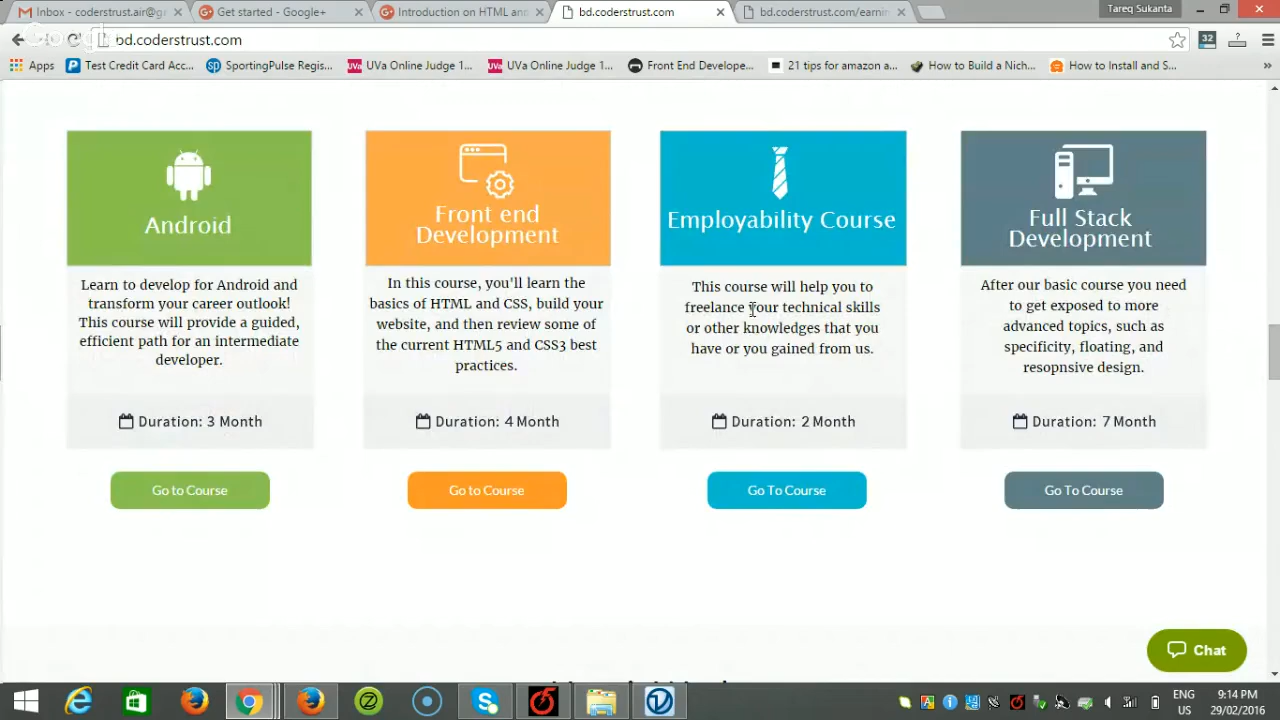 Inbox - coderstrust.air@gr
Get started - Google+
Introduction on HTML an
bd.coderstrust.com
bd.coderstrust.com/earnin
Tareq Sukanta
bd.coderstrust.com
32
Apps
Test Credit Card Acc...
SportingPulse Regis...
UVa Online Judge 1...
UVa Online Judge 1...
Front End Develope...
21 tips for amazon a...
How to Build a Nich...
How to Install and S...
Android
Front end
Development
Employability Course
Full Stack
Development
Learn to develop for Android and
transform your career outlook!
This course will provide a guided,
efficient path for an intermediate
developer.
In this course, you'll learn the
basics of HTML and CSS, build your
website, and then review some of
the current HTML5 and CSS3 best
practices.
This course will help you to
freelance your technical skills
or other knowledges that you
have or you gained from us.
After our basic course you need
to get exposed to more
advanced topics, such as
specificity, floating, and
resopnsive design.
Duration: 3 Month
Duration: 4 Month
Duration: 2 Month
Duration: 7 Month
Go to Course
Go to Course
Go To Course
Go To Course
Chat
ENG
US
9:14 PM
29/02/2016